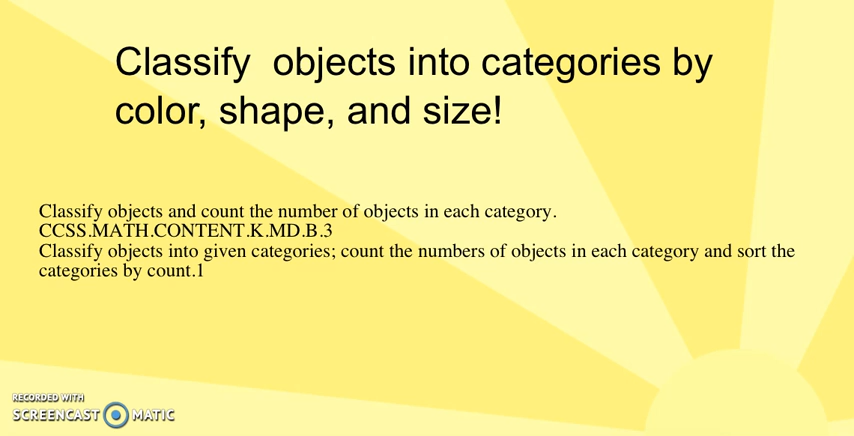 Classify  objects into categories by
color, shape, and size!
Classify objects and count the number of objects in each category.
CCSS.MATH.CONTENT.K.MD.B.3
Classify objects into given categories; count the numbers of objects in each category and sort the
categories by count.1
RECORDED WITH
SCREENCAST MATIC